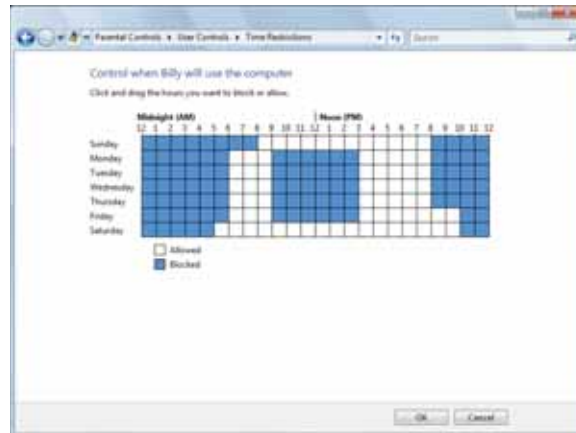 Parental Controls ▸ User Controls ▸ Time Restrictions
Control when Billy will use the computer
Click and drag the hours you want to block or allow.
Midnight (AM) Noon (PM)
12 1 2 3 4 5 6 7 8 9 10 11 12 1 2 3 4 5 6 7 8 9 10 11 12
Sunday
Monday
Tuesday
Wednesday
Thursday
Friday
Saturday
Allowed
Blocked
OK Cancel